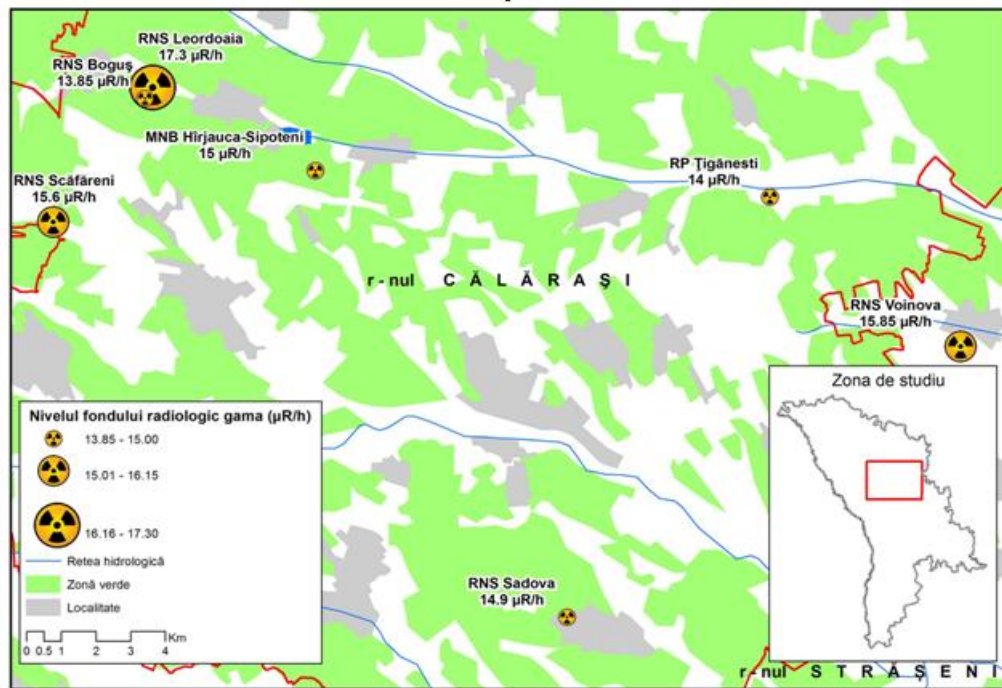 RNS Leordoaia
17.3 µR/h
RNS Boguş
13.85 µR/h
MNB Hîrjauca-Sipoteni
15 µR/h
RP Ţigăneşti
14 µR/h
RNS Scăfăreni
15.6 µR/h
r - nul C Ă L Ă R A Ş I
RNS Voinova
15.85 µR/h
Zona de studiu
Nivelul fondului radiologic gama (µR/h)
13.85 - 15.00
15.01 - 16.15
16.16 - 17.30
Retea hidrologică
Zonă verde
Localitate
0 0.5 1 2 3 4 Km
RNS Sadova
14.9 µR/h
r - nul S T R Ă Ş E N I